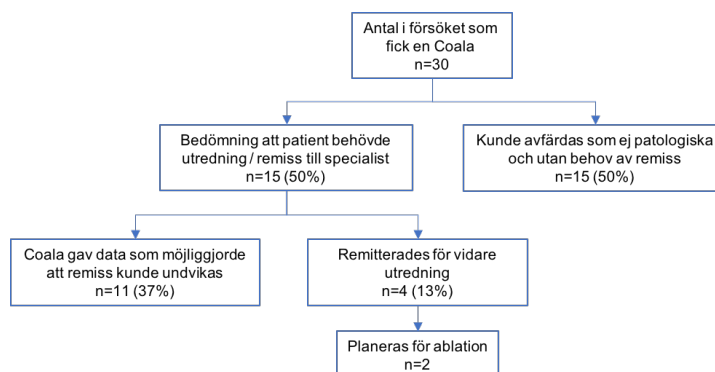 Antal i försöket som
fick en Coala
n=30
Bedömning att patient behövde
utredning / remiss till specialist
n=15 (50%)
Kunde avfärdas som ej patologiska
och utan behov av remiss
n=15 (50%)
Coala gav data som möjliggjorde
att remiss kunde undvikas
n=11 (37%)
Remitterades för vidare
utredning
n=4 (13%)
Planeras för ablation
n=2